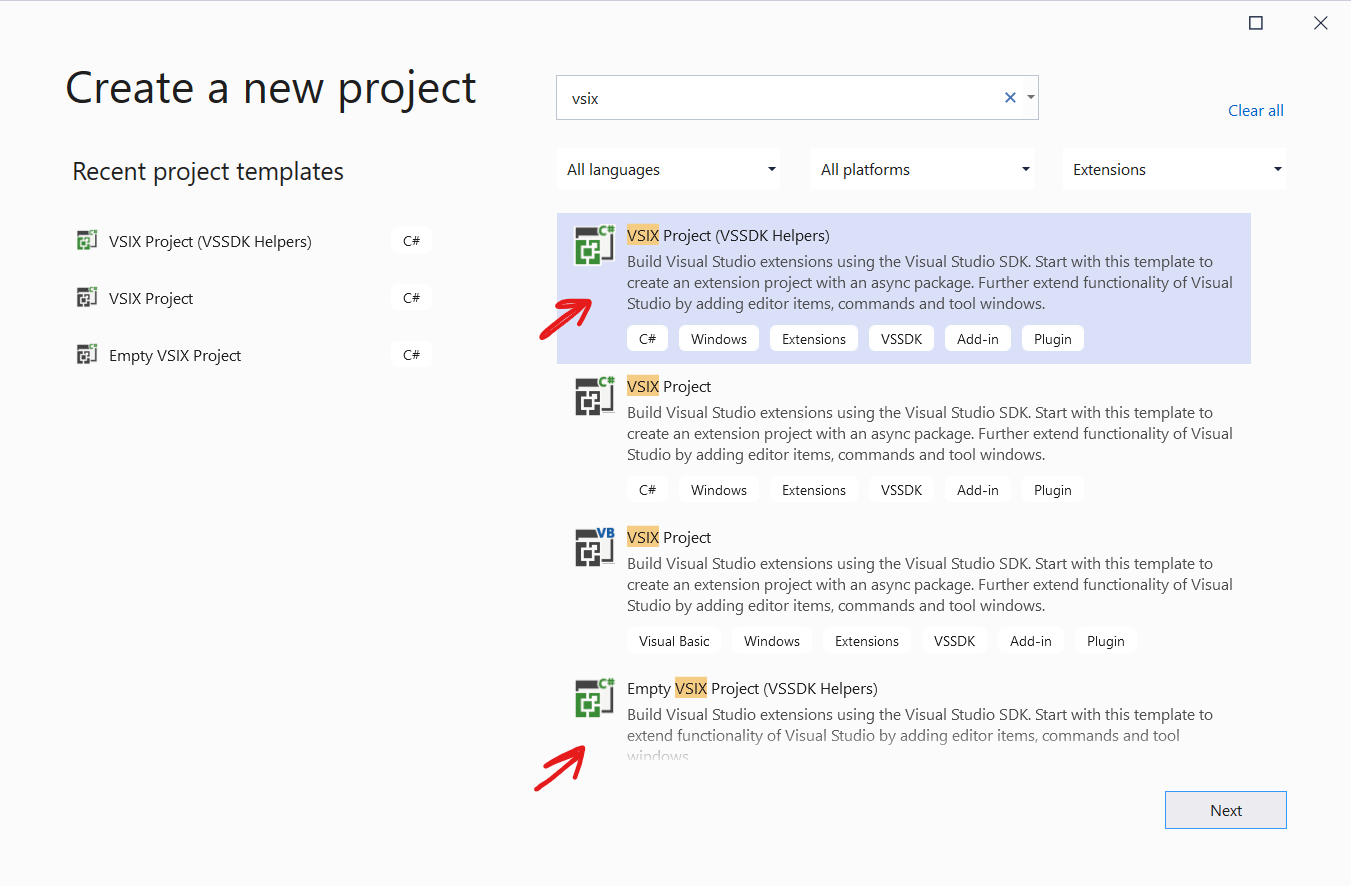 Create a new project
vsix
Clear all
Recent project templates
All languages
All platforms
Extensions
VSIX Project (VSSDK Helpers)
C#
VSIX Project
C#
Empty VSIX Project
C#
C#
VSIX Project (VSSDK Helpers)
Build Visual Studio extensions using the Visual Studio SDK. Start with this template to
create an extension project with an async package. Further extend functionality of Visual
Studio by adding editor items, commands and tool windows.
C#
Windows
Extensions
VSSDK
Add-in
Plugin
C#
VSIX Project
Build Visual Studio extensions using the Visual Studio SDK. Start with this template to
create an extension project with an async package. Further extend functionality of Visual
Studio by adding editor items, commands and tool windows.
C#
Windows
Extensions
VSSDK
Add-in
Plugin
VB
VSIX Project
Build Visual Studio extensions using the Visual Studio SDK. Start with this template to
create an extension project with an async package. Further extend functionality of Visual
Studio by adding editor items, commands and tool windows.
Visual Basic
Windows
Extensions
VSSDK
Add-in
Plugin
C#
Empty VSIX Project (VSSDK Helpers)
Build Visual Studio extensions using the Visual Studio SDK. Start with this template to
extend functionality of Visual Studio by adding editor items, commands and tool
windows.
Next